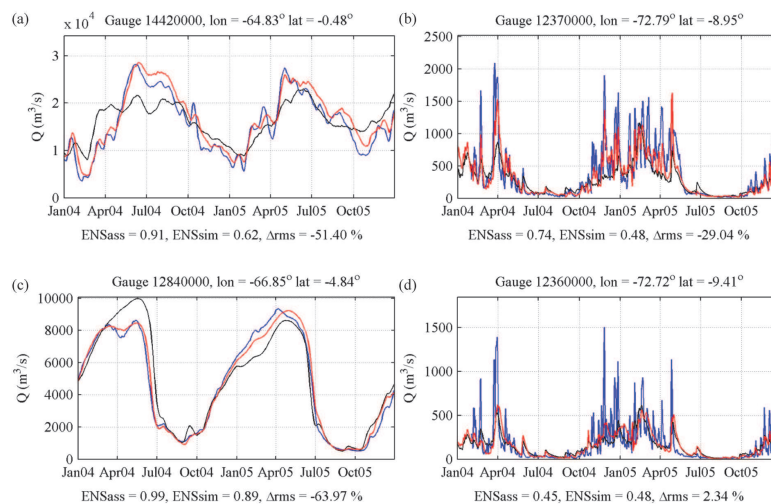 (a)
Gauge 14420000, lon = -64.83° lat = -0.48°
x 10⁴
Q (m³/s)
3
2
1
0
Jan04 Apr04 Jul04 Oct04 Jan05 Apr05 Jul05 Oct05
ENSass = 0.91, ENSsim = 0.62, Δrms = -51.40 %
(b)
Gauge 12370000, lon = -72.79° lat = -8.95°
Q (m³/s)
2500
2000
1500
1000
500
0
Jan04 Apr04 Jul04 Oct04 Jan05 Apr05 Jul05 Oct05
ENSass = 0.74, ENSsim = 0.48, Δrms = -29.04 %
(c)
Gauge 12840000, lon = -66.85° lat = -4.84°
Q (m³/s)
10000
8000
6000
4000
2000
0
Jan04 Apr04 Jul04 Oct04 Jan05 Apr05 Jul05 Oct05
ENSass = 0.99, ENSsim = 0.89, Δrms = -63.97 %
(d)
Gauge 12360000, lon = -72.72° lat = -9.41°
Q (m³/s)
1500
1000
500
0
Jan04 Apr04 Jul04 Oct04 Jan05 Apr05 Jul05 Oct05
ENSass = 0.45, ENSsim = 0.48, Δrms = 2.34 %